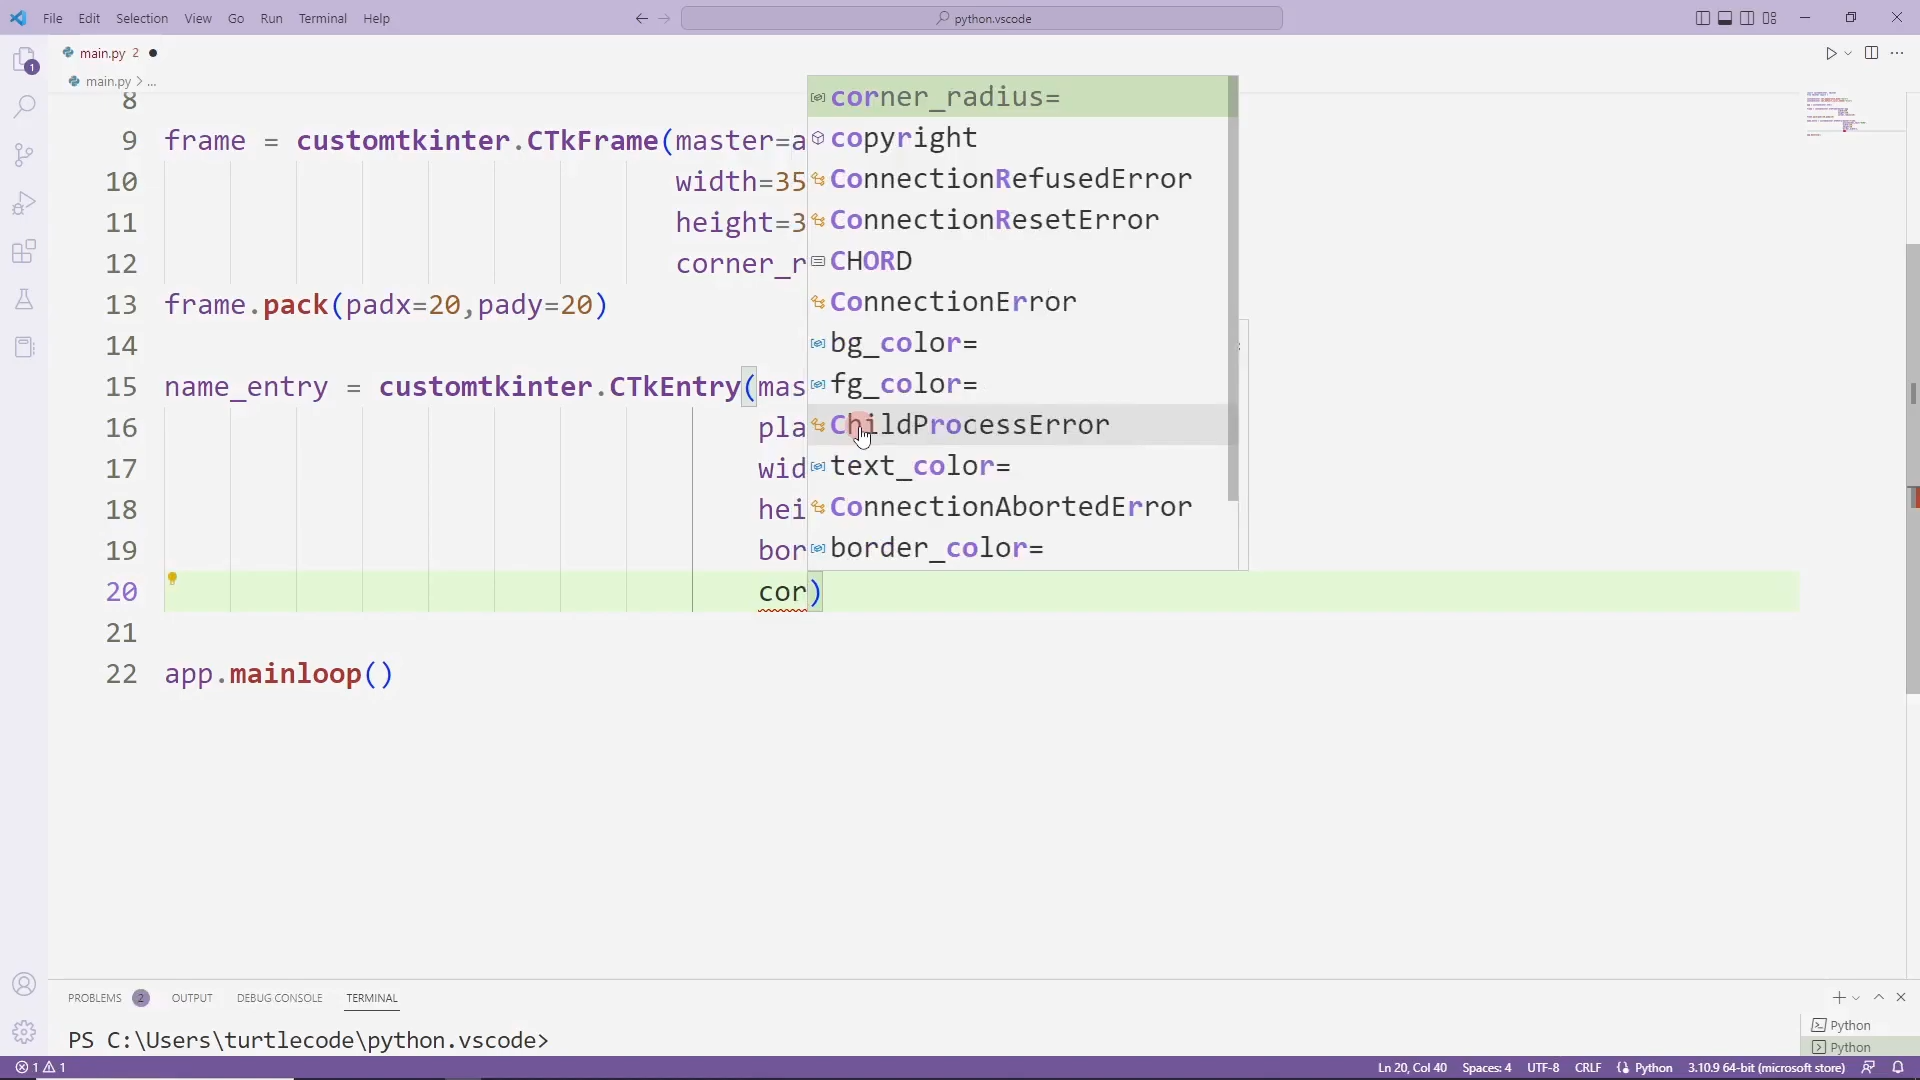 File Edit Selection View Go Run Terminal Help
python.vscode
1
main.py 2
main.py > ...
8
9 frame = customtkinter.CTkFrame(master=a
10 width=35
11 height=3
12 corner_r
13 frame.pack(padx=20,pady=20)
14
15 name_entry = customtkinter.CTkEntry(mas
16 pla
17 wid
18 hei
19 bor
20 cor)
21
22 app.mainloop()
corner_radius=
copyright
ConnectionRefusedError
ConnectionResetError
CHORD
ConnectionError
bg_color=
fg_color=
ChildProcessError
text_color=
ConnectionAbortedError
border_color=
PROBLEMS 2 OUTPUT DEBUG CONSOLE TERMINAL
PS C:\Users\turtlecode\python.vscode>
Python
Python
1 1
Ln 20, Col 40 Spaces: 4 UTF-8 CRLF Python 3.10.9 64-bit (microsoft store)